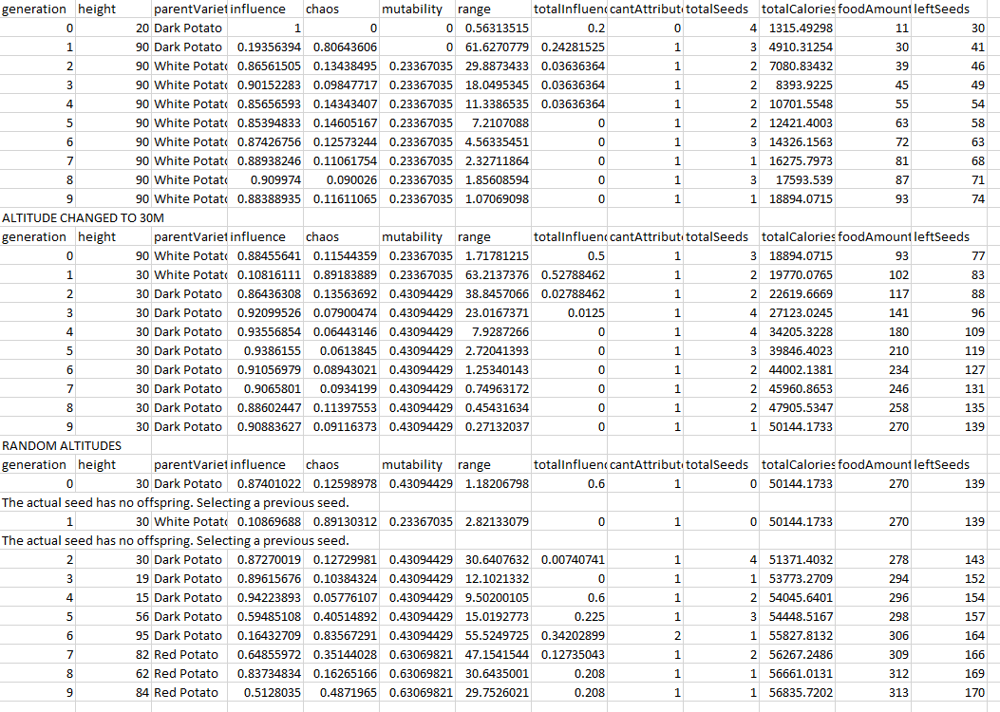 generation height parentVariet influence chaos mutability range totalInfluen cantAttribut totalSeeds totalCalories foodAmount leftSeeds
0 20 Dark Potato 1 0 0 0.56313515 0.2 0 4 1315.49298 11 30
1 90 Dark Potato 0.19356394 0.80643606 0 61.6270779 0.24281525 1 3 4910.31254 30 41
2 90 White Potato 0.86561505 0.13438495 0.23367035 29.8873433 0.03636364 1 2 7080.83432 39 46
3 90 White Potato 0.90152283 0.09847717 0.23367035 18.0495345 0.03636364 1 2 8393.9225 45 49
4 90 White Potato 0.85656593 0.14343407 0.23367035 11.3386535 0.03636364 1 2 10701.5548 55 54
5 90 White Potato 0.85394833 0.14605167 0.23367035 7.2107088 0 1 2 12421.4003 63 58
6 90 White Potato 0.87426756 0.12573244 0.23367035 4.56335451 0 1 3 14326.1563 72 63
7 90 White Potato 0.88938246 0.11061754 0.23367035 2.32711864 0 1 1 16275.7973 81 68
8 90 White Potato 0.909974 0.090026 0.23367035 1.85608594 0 1 3 17593.539 87 71
9 90 White Potato 0.88388935 0.11611065 0.23367035 1.07069098 0 1 1 18894.0715 93 74
ALTITUDE CHANGED TO 30M
generation height parentVariet influence chaos mutability range totalInfluen cantAttribut totalSeeds totalCalories foodAmount leftSeeds
0 90 White Potato 0.88455641 0.11544359 0.23367035 1.71781215 0.5 1 3 18894.0715 93 77
1 30 White Potato 0.10816111 0.89183889 0.23367035 63.2137376 0.52788462 1 2 19770.0765 102 83
2 30 Dark Potato 0.86436308 0.13563692 0.43094429 38.8457066 0.02788462 1 2 22619.6669 117 88
3 30 Dark Potato 0.92099526 0.07900474 0.43094429 23.0167371 0.0125 1 4 27123.0245 141 96
4 30 Dark Potato 0.93556854 0.06443146 0.43094429 7.9287266 0 1 4 34205.3228 180 109
5 30 Dark Potato 0.9386155 0.0613845 0.43094429 2.72041393 0 1 3 39846.4023 210 119
6 30 Dark Potato 0.91056979 0.08943021 0.43094429 1.25340143 0 1 2 44002.1381 234 127
7 30 Dark Potato 0.9065801 0.0934199 0.43094429 0.74963172 0 1 2 45960.8653 246 131
8 30 Dark Potato 0.88602447 0.11397553 0.43094429 0.45431634 0 1 2 47905.5347 258 135
9 30 Dark Potato 0.90883627 0.09116373 0.43094429 0.27132037 0 1 1 50144.1733 270 139
RANDOM ALTITUDES
generation height parentVariet influence chaos mutability range totalInfluen cantAttribut totalSeeds totalCalories foodAmount leftSeeds
0 30 Dark Potato 0.87401022 0.12598978 0.43094429 1.18206798 0.6 1 0 50144.1733 270 139
The actual seed has no offspring. Selecting a previous seed.
1 30 White Potato 0.10869688 0.89130312 0.23367035 2.82133079 0 1 0 50144.1733 270 139
The actual seed has no offspring. Selecting a previous seed.
2 30 Dark Potato 0.87270019 0.12729981 0.43094429 30.6407632 0.00740741 1 4 51371.4032 278 143
3 19 Dark Potato 0.89615676 0.10384324 0.43094429 12.1021332 0 1 1 53773.2709 294 152
4 15 Dark Potato 0.94223893 0.05776107 0.43094429 9.50200105 0.6 1 2 54045.6401 296 154
5 56 Dark Potato 0.59485108 0.40514892 0.43094429 15.0192773 0.225 1 3 54448.5167 298 157
6 95 Dark Potato 0.16432709 0.83567291 0.43094429 55.5249725 0.34202899 2 1 55827.8132 306 164
7 82 Red Potato 0.64855972 0.35144028 0.63069821 47.1541544 0.12735043 1 2 56267.2486 309 166
8 62 Red Potato 0.83734834 0.16265166 0.63069821 30.6435001 0.208 1 1 56661.0131 312 169
9 84 Red Potato 0.5128035 0.4871965 0.63069821 29.7526021 0.208 1 1 56835.7202 313 170